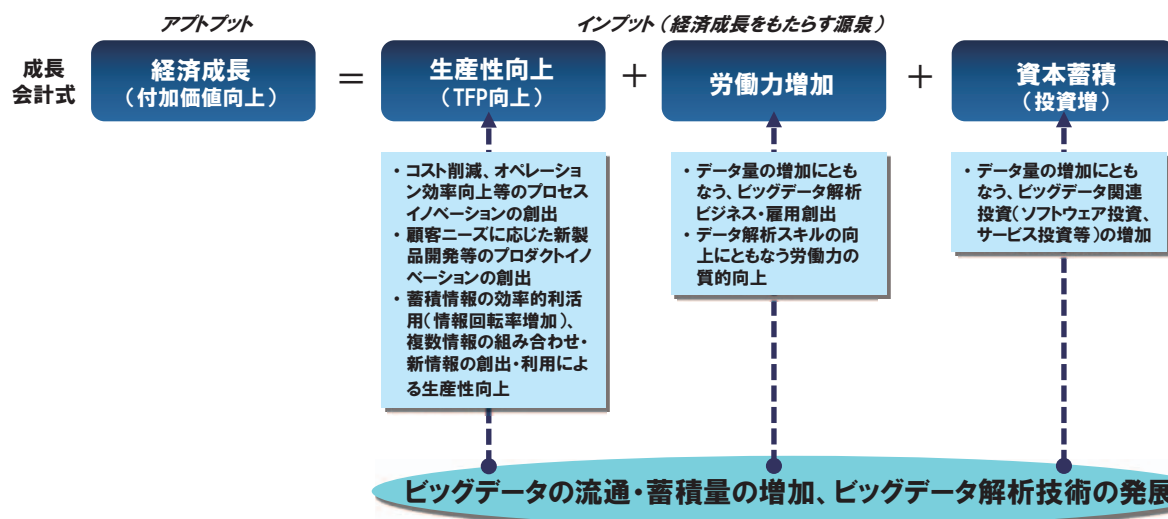 アプトプット
インプット（経済成長をもたらす源泉）
成長
会計式
経済成長
（付加価値向上）
＝
生産性向上
（TFP向上）
＋
労働力増加
＋
資本蓄積
（投資増）
・コスト削減、オペレーショ
ン効率向上等のプロセス
イノベーションの創出
・顧客ニーズに応じた新製
品開発等のプロダクトイノ
ベーションの創出
・蓄積情報の効率的利活
用（情報回転率増加）、
複数情報の組み合わせ・
新情報の創出・利用によ
る生産性向上
・データ量の増加にとも
なう、ビッグデータ解析
ビジネス・雇用創出
・データ解析スキルの向
上にともなう労働力の
質的向上
・データ量の増加にとも
なう、ビッグデータ関連
投資（ソフトウェア投資、
サービス投資等）の増加
ビッグデータの流通・蓄積量の増加、ビッグデータ解析技術の発展